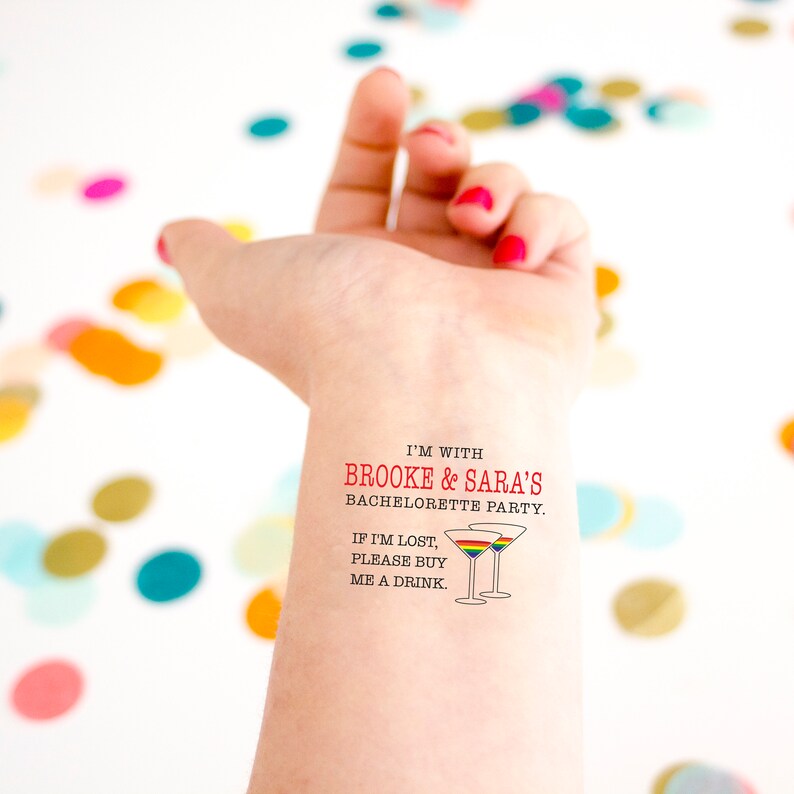 I'M WITH
BROOKE & SARA'S
BACHELORETTE PARTY.
IF I'M LOST,
PLEASE BUY
ME A DRINK.